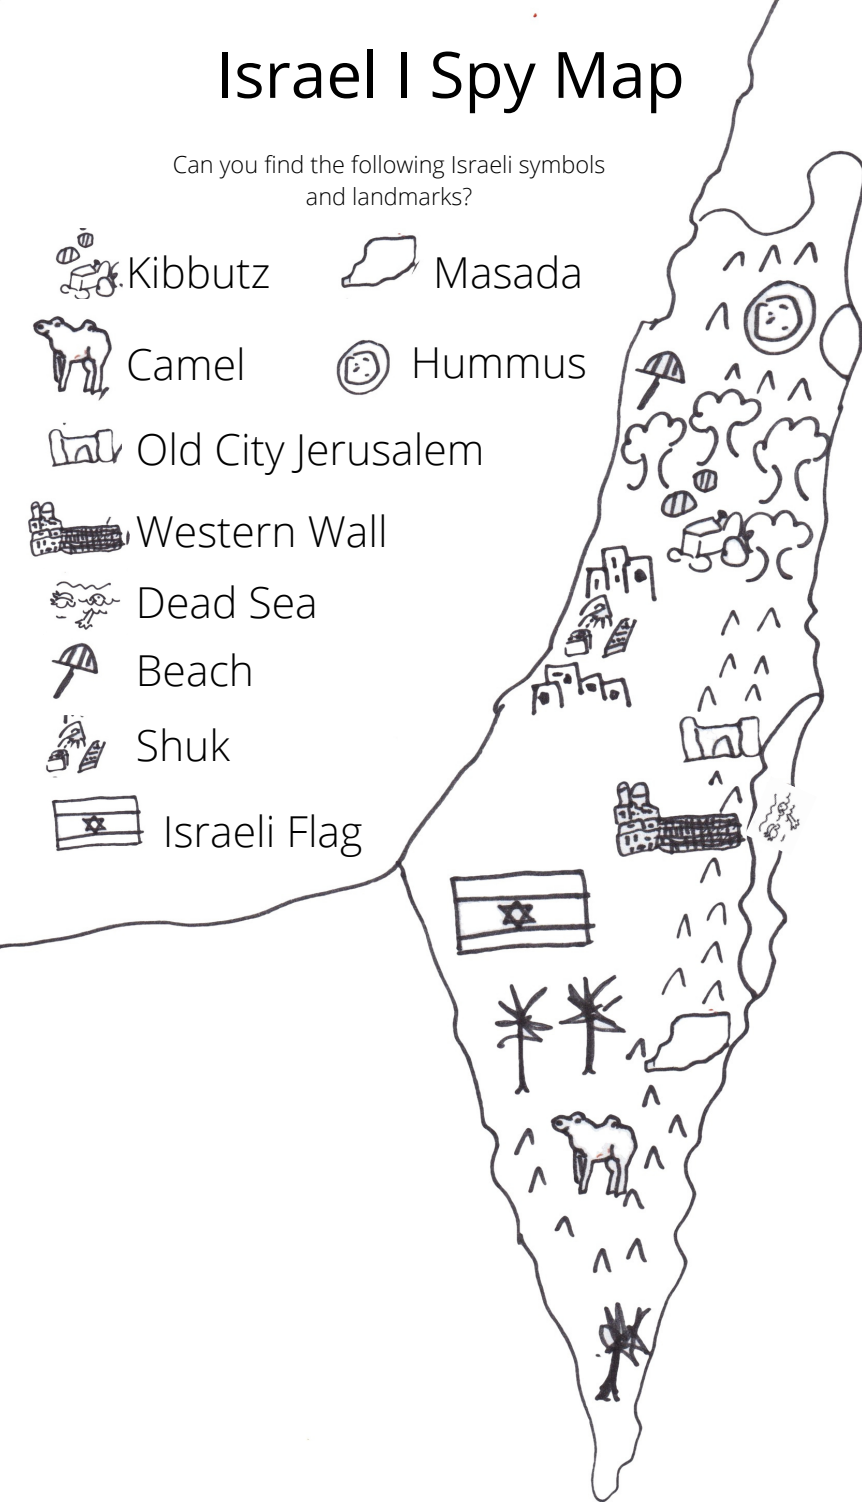 Israel I Spy Map
Can you find the following Israeli symbols
and landmarks?
Kibbutz
Masada
Camel
Hummus
Old City Jerusalem
Western Wall
Dead Sea
Beach
Shuk
Israeli Flag